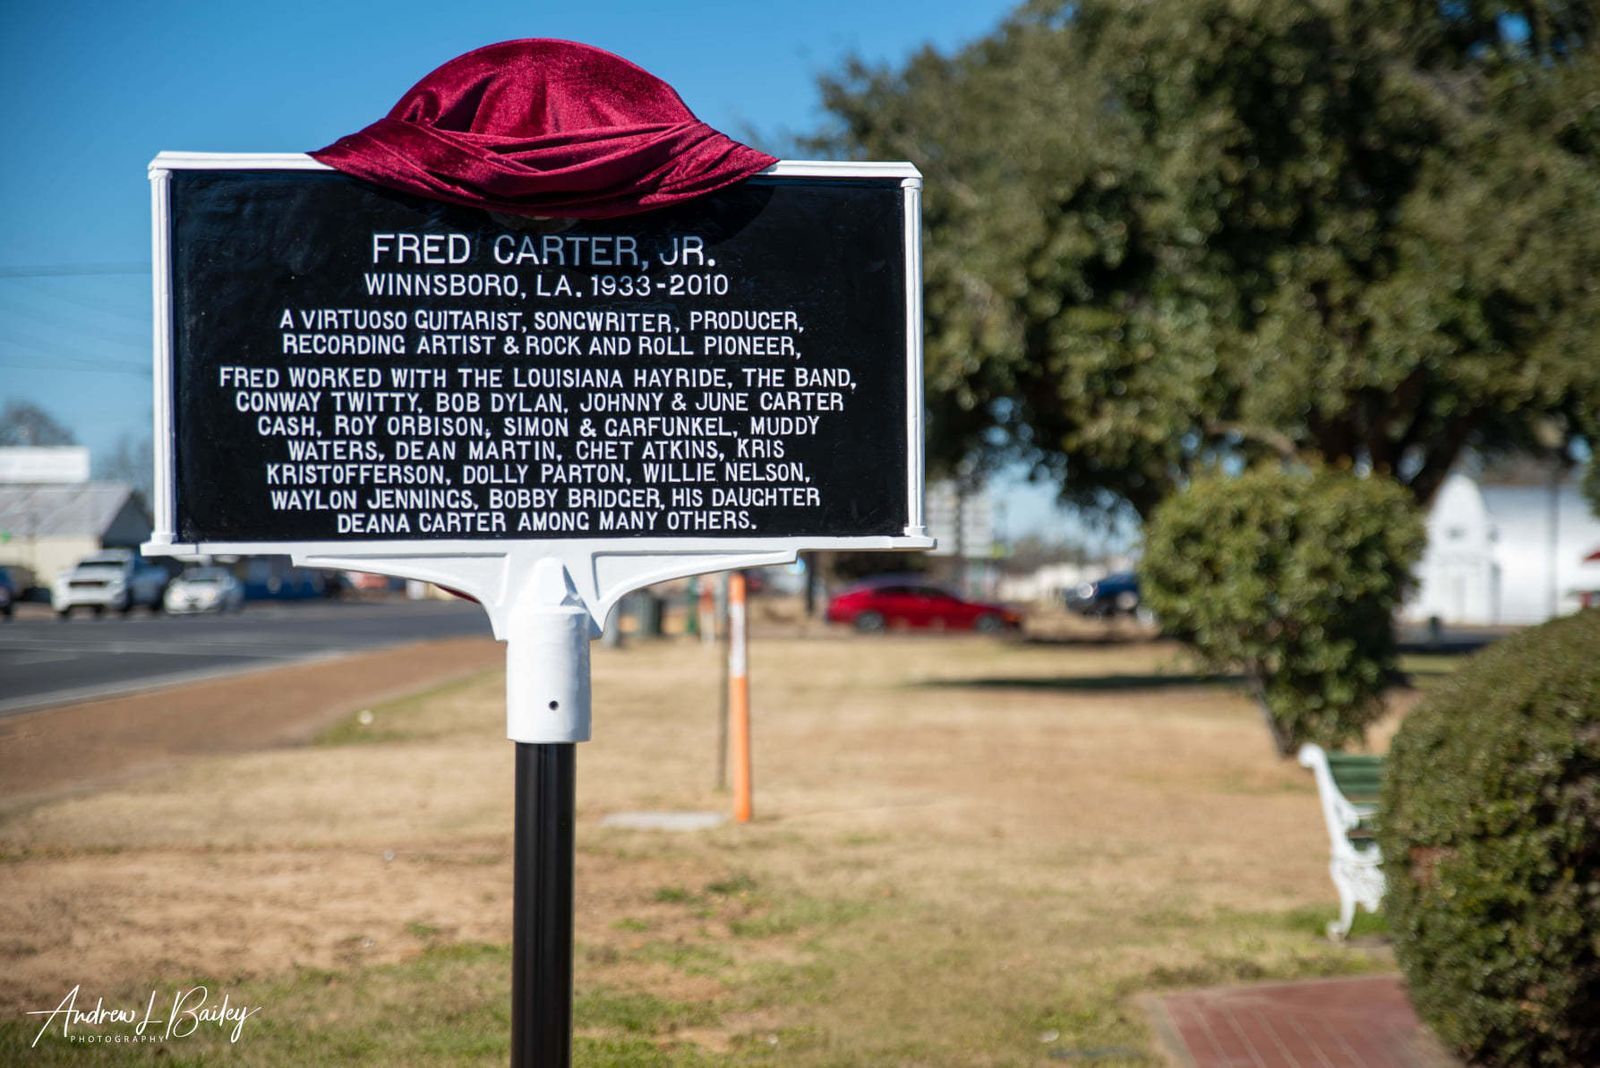 FRED CARTER, JR.
WINNSBORO, LA. 1933-2010
A VIRTUOSO GUITARIST, SONGWRITER, PRODUCER,
RECORDING ARTIST & ROCK AND ROLL PIONEER,
FRED WORKED WITH THE LOUISIANA HAYRIDE, THE BAND,
CONWAY TWITTY, BOB DYLAN, JOHNNY & JUNE CARTER
CASH, ROY ORBISON, SIMON & GARFUNKEL, MUDDY
WATERS, DEAN MARTIN, CHET ATKINS, KRIS
KRISTOFFERSON, DOLLY PARTON, WILLIE NELSON,
WAYLON JENNINGS, BOBBY BRIDGER, HIS DAUGHTER
DEANA CARTER AMONG MANY OTHERS.
Andrew L Bailey
PHOTOGRAPHY